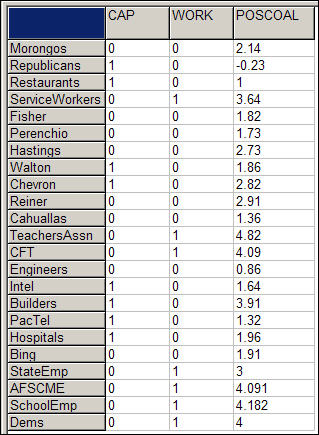 CAP WORK POSCOAL
Morongos 0 0 2.14
Republicans 1 0 -0.23
Restaurants 1 0 1
ServiceWorkers 0 1 3.64
Fisher 0 0 1.82
Perenchio 0 0 1.73
Hastings 0 0 2.73
Walton 1 0 1.86
Chevron 1 0 2.82
Reiner 0 0 2.91
Cahuallas 0 0 1.36
TeachersAssn 0 1 4.82
CFT 0 1 4.09
Engineers 0 0 0.86
Intel 1 0 1.64
Builders 1 0 3.91
PacTel 1 0 1.32
Hospitals 1 0 1.96
Bing 0 0 1.91
StateEmp 0 1 3
AFSCME 0 1 4.091
SchoolEmp 0 1 4.182
Dems 0 1 4